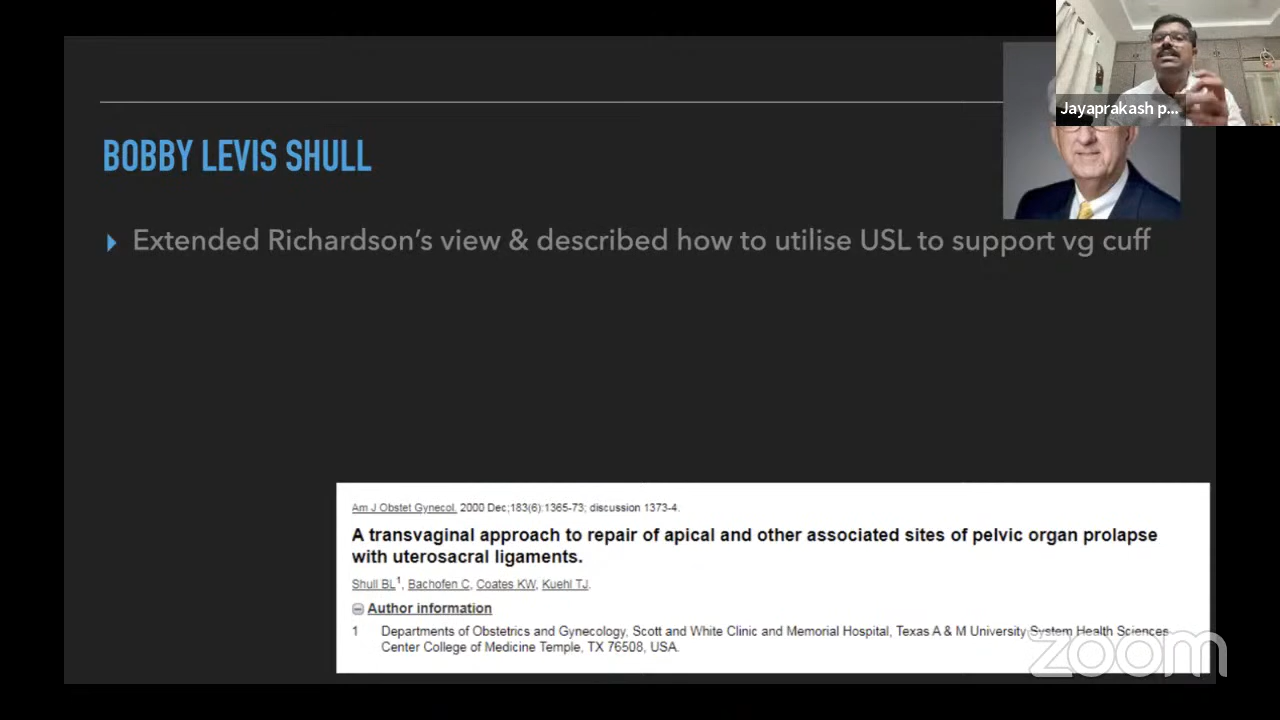 Jayaprakash p...
BOBBY LEVIS SHULL
Extended Richardson's view & described how to utilise USL to support vg cuff
Am J Obstet Gynecol. 2000 Dec;183(6):1365-73; discussion 1373-4.
A transvaginal approach to repair of apical and other associated sites of pelvic organ prolapse
with uterosacral ligaments.
Shull BL1, Bachofen C, Coates KW, Kuehl TJ.
Author information
1 Departments of Obstetrics and Gynecology, Scott and White Clinic and Memorial Hospital, Texas A & M University System Health Sciences
Center College of Medicine Temple, TX 76508, USA.
zoom